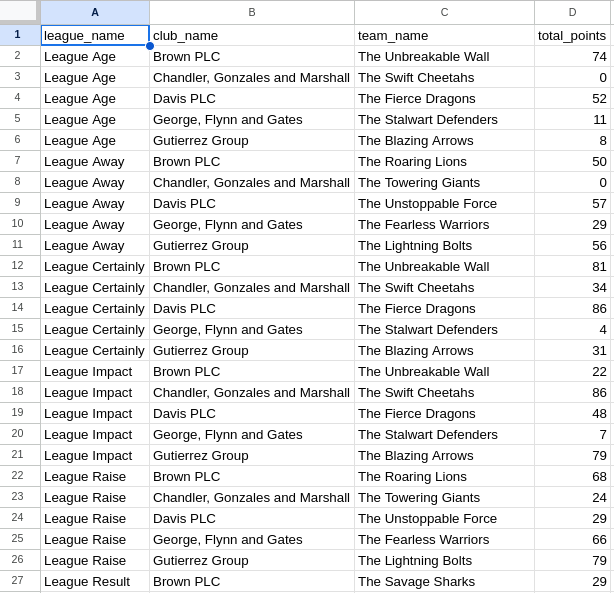 A B C D
1 league_name club_name team_name total_points
2 League Age Brown PLC The Unbreakable Wall 74
3 League Age Chandler, Gonzales and Marshall The Swift Cheetahs 0
4 League Age Davis PLC The Fierce Dragons 52
5 League Age George, Flynn and Gates The Stalwart Defenders 11
6 League Age Gutierrez Group The Blazing Arrows 8
7 League Away Brown PLC The Roaring Lions 50
8 League Away Chandler, Gonzales and Marshall The Towering Giants 0
9 League Away Davis PLC The Unstoppable Force 57
10 League Away George, Flynn and Gates The Fearless Warriors 29
11 League Away Gutierrez Group The Lightning Bolts 56
12 League Certainly Brown PLC The Unbreakable Wall 81
13 League Certainly Chandler, Gonzales and Marshall The Swift Cheetahs 34
14 League Certainly Davis PLC The Fierce Dragons 86
15 League Certainly George, Flynn and Gates The Stalwart Defenders 4
16 League Certainly Gutierrez Group The Blazing Arrows 31
17 League Impact Brown PLC The Unbreakable Wall 22
18 League Impact Chandler, Gonzales and Marshall The Swift Cheetahs 86
19 League Impact Davis PLC The Fierce Dragons 48
20 League Impact George, Flynn and Gates The Stalwart Defenders 7
21 League Impact Gutierrez Group The Blazing Arrows 79
22 League Raise Brown PLC The Roaring Lions 68
23 League Raise Chandler, Gonzales and Marshall The Towering Giants 24
24 League Raise Davis PLC The Unstoppable Force 29
25 League Raise George, Flynn and Gates The Fearless Warriors 66
26 League Raise Gutierrez Group The Lightning Bolts 79
27 League Result Brown PLC The Savage Sharks 29